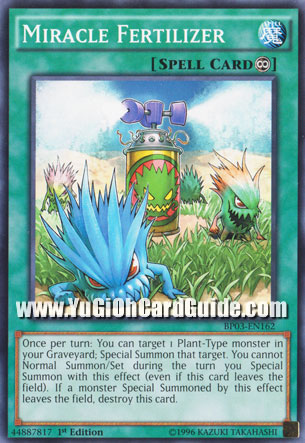 MIRACLE FERTILIZER
[SPELL CARD]
BP03-EN162
www.YuGiOhCardGuide.com
Once per turn: You can target 1 Plant-Type monster in
your Graveyard; Special Summon that target. You cannot
Normal Summon/Set during the turn you Special
Summon with this effect (even if this card leaves the
field). If a monster Special Summoned by this effect
leaves the field, destroy this card.
44887817 1st Edition ©1996 KAZUKI TAKAHASHI